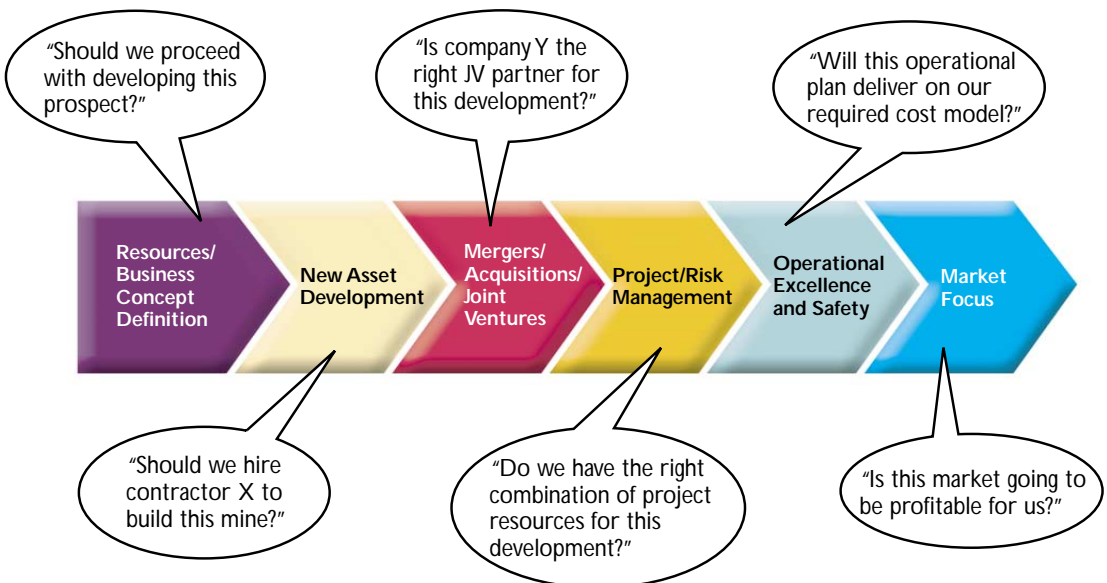 “Should we proceed
with developing this
prospect?”
“Is company Y the
right JV partner for
this development?”
“Will this operational
plan deliver on our
required cost model?”
Resources/
Business
Concept
Definition
New Asset
Development
Mergers/
Acquisitions/
Joint
Ventures
Project/Risk
Management
Operational
Excellence
and Safety
Market
Focus
“Should we hire
contractor X to
build this mine?”
“Do we have the right
combination of project
resources for this
development?”
“Is this market going to
be profitable for us?”